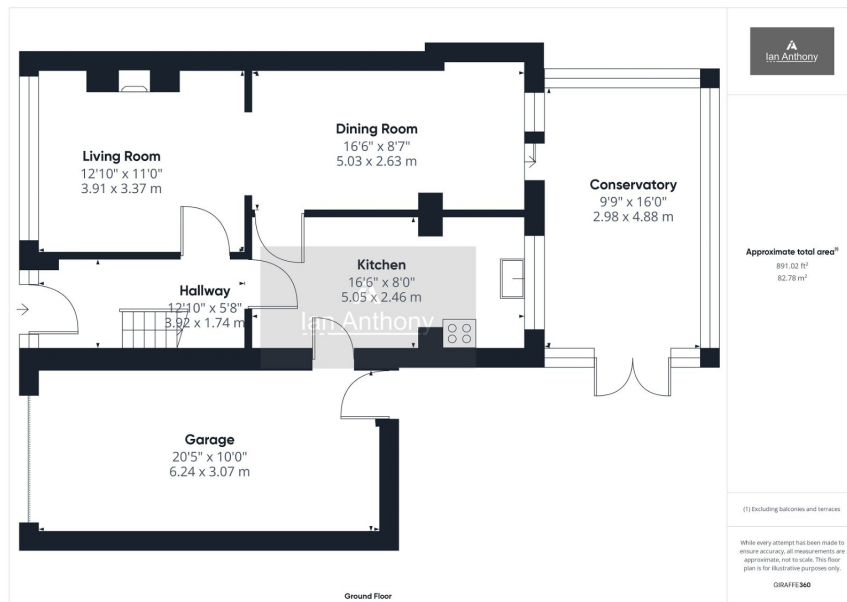 Ian Anthony
Living Room
12'10" x 11'0"
3.91 x 3.37 m
Dining Room
16'6" x 8'7"
5.03 x 2.63 m
Conservatory
9'9" x 16'0"
2.98 x 4.88 m
Hallway
12'10" x 5'8"
3.92 x 1.74 m
Kitchen
16'6" x 8'0"
5.05 x 2.46 m
Ian Anthony
Garage
20'5" x 10'0"
6.24 x 3.07 m
Ground Floor
Approximate total area⁽¹⁾
891.02 ft²
82.78 m²
(1) Excluding balconies and terraces
While every attempt has been made to
ensure accuracy, all measurements are
approximate, not to scale. This floor
plan is for illustrative purposes only.
GIRAFFE360